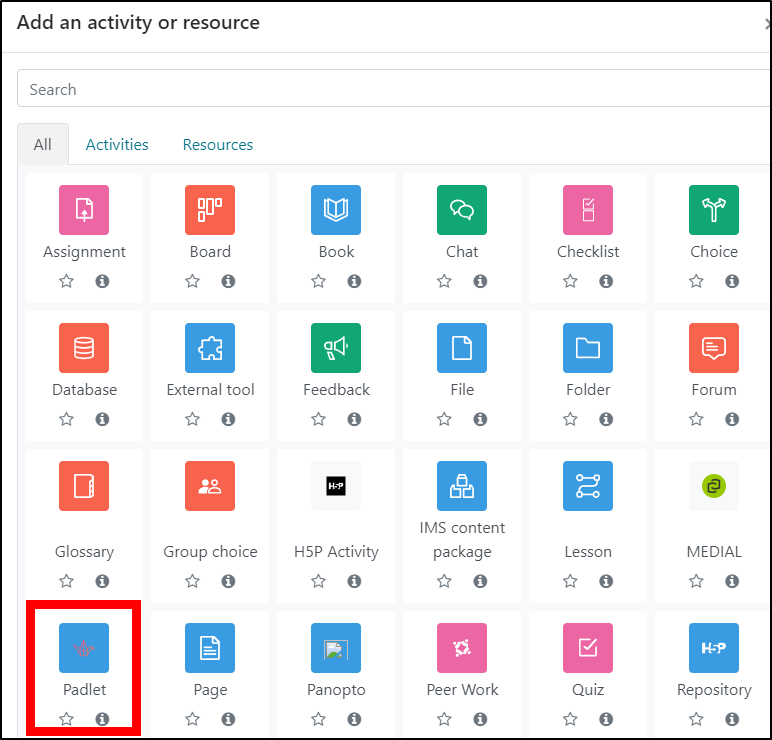 Add an activity or resource
Search
All Activities Resources
Assignment Board Book Chat Checklist Choice
Database External tool Feedback File Folder Forum
H5P
IMS content
Glossary Group choice H5P Activity package Lesson MEDIAL
H5P
Padlet Page Panopto Peer Work Quiz Repository